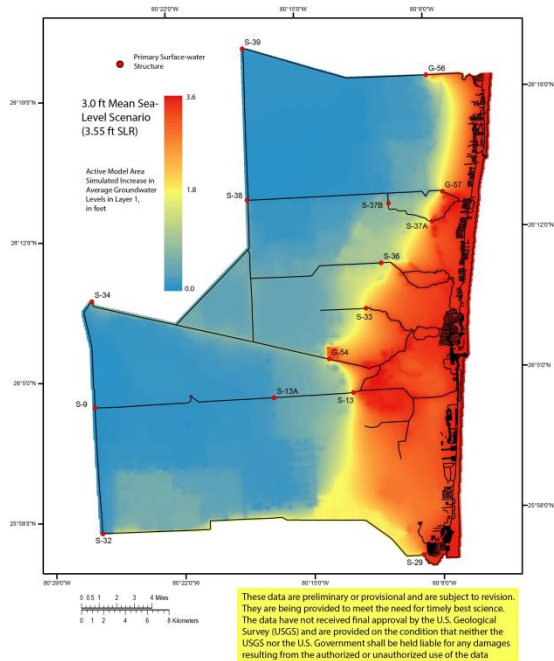 80°22'0"W
80°15'0"W
80°8'0"W
S-39
Primary Surface-water
Structure
G-56
26°19'0"N
26°19'0"N
3.0 ft Mean Sea-
Level Scenario
(3.55 ft SLR)
3.6
Active Model Area
Simulated Increase in
Average Groundwater
Levels in Layer 1,
in feet
1.8
0.0
G-57
S-38
S-37B
S-37A
26°12'0"N
26°12'0"N
S-36
S-34
S-33
G-54
26°5'0"N
26°5'0"N
S-13A
S-13
S-9
25°58'0"N
25°58'0"N
S-32
S-29
80°29'0"W
80°22'0"W
80°15'0"W
80°8'0"W
0 0.5 1 2 3 4 Miles
0 2 4 6 8 Kilometers
These data are preliminary or provisional and are subject to revision.
They are being provided to meet the need for timely best science.
The data have not received final approval by the U.S. Geological
Survey (USGS) and are provided on the condition that neither the
USGS nor the U.S. Government shall be held liable for any damages
resulting from the authorized or unauthorized use of the data